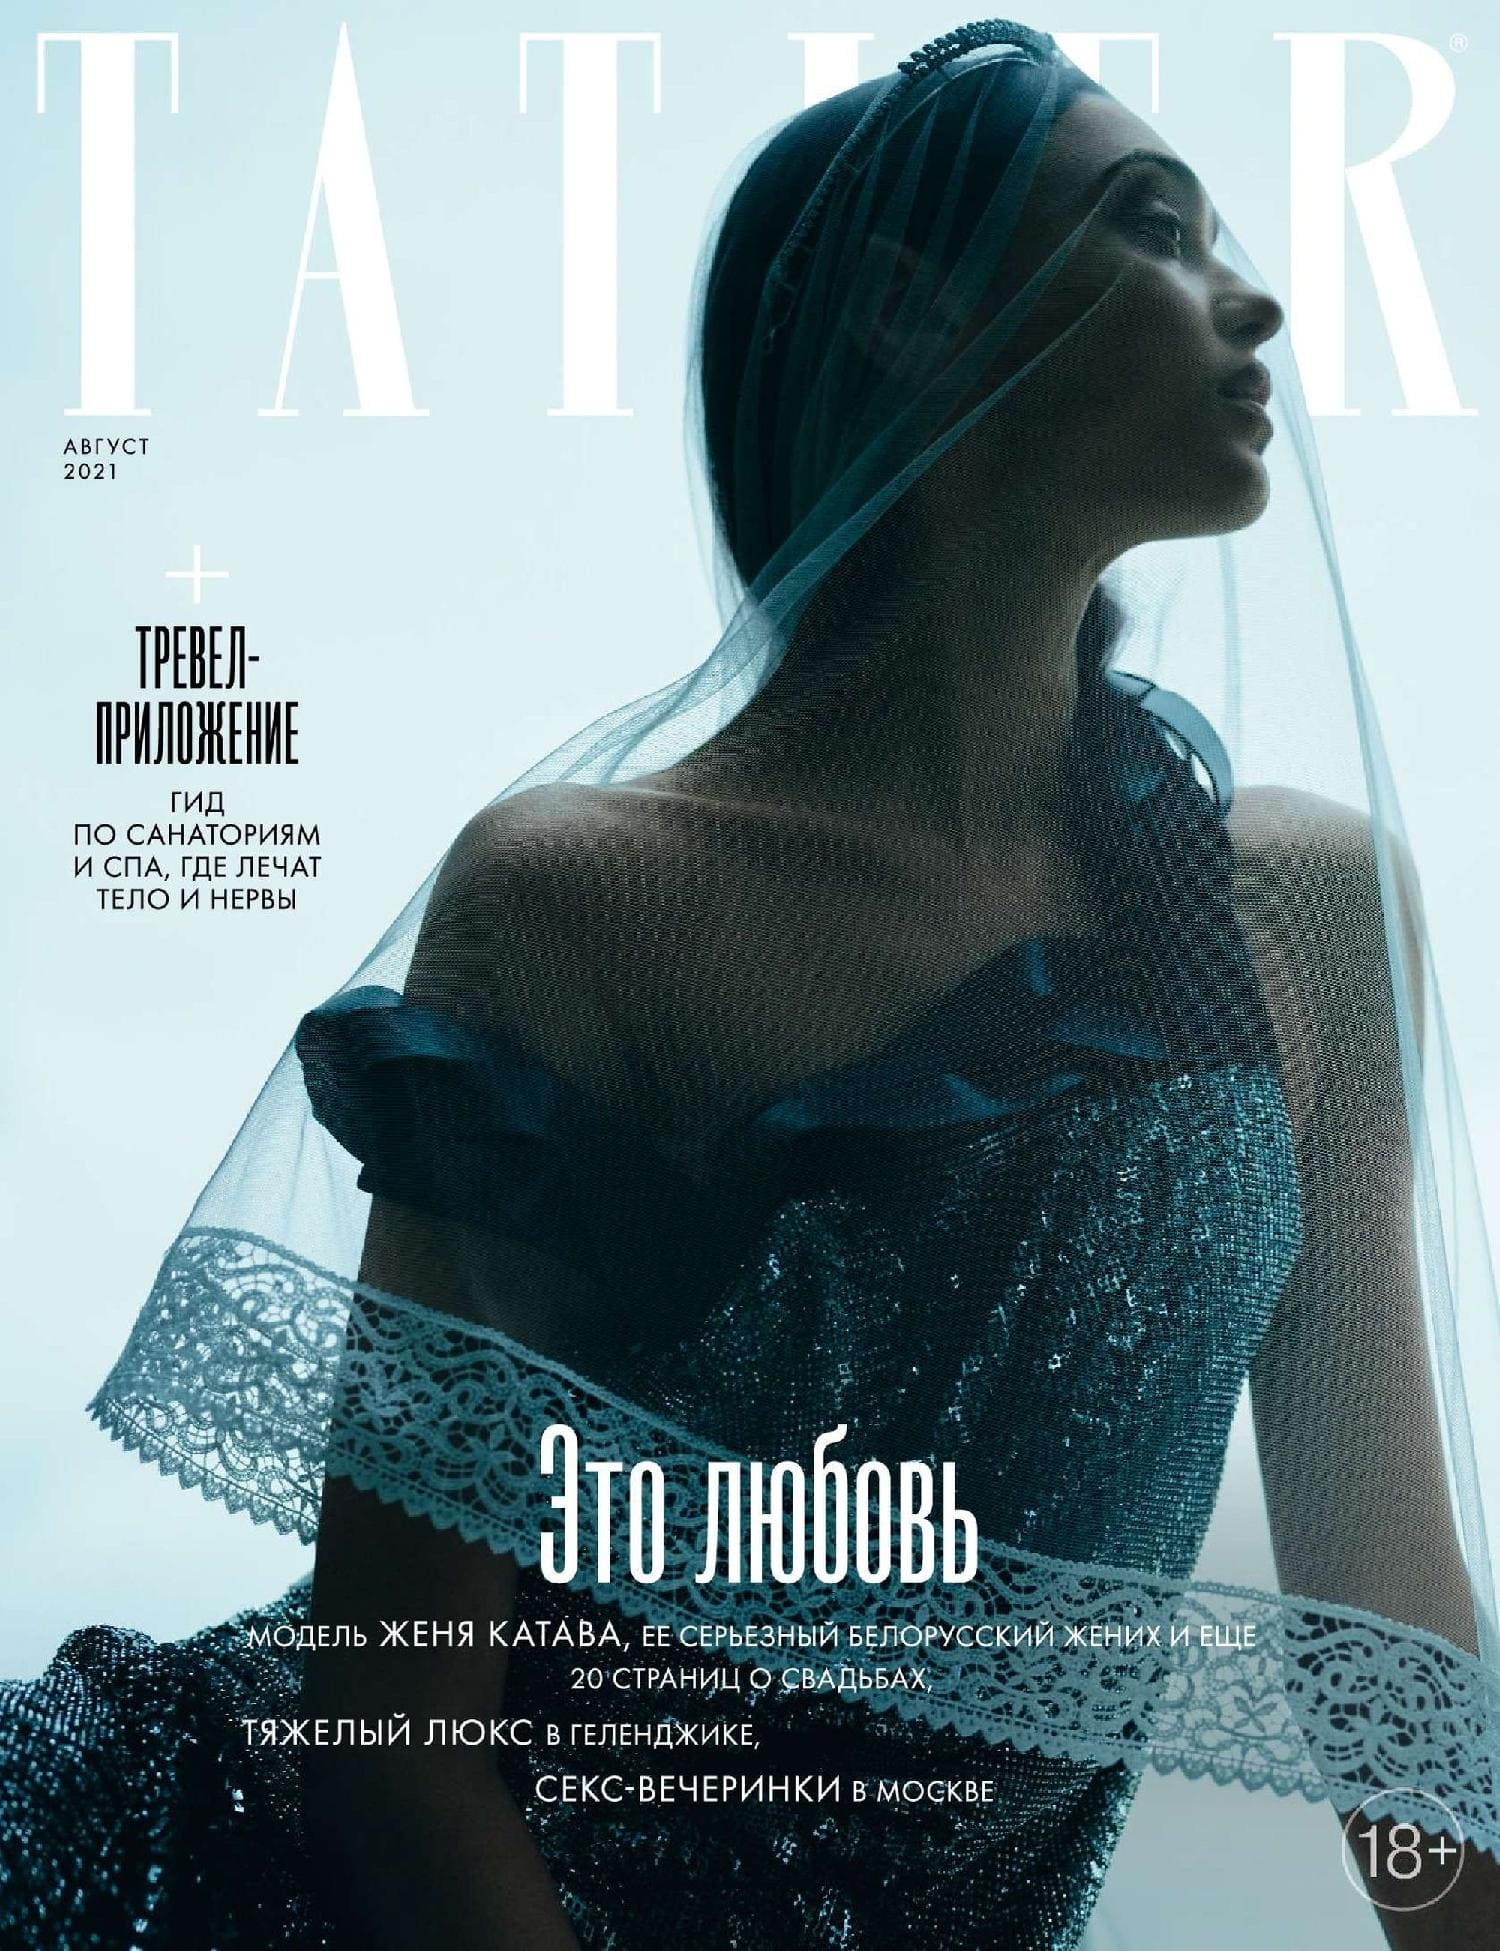 TATLER
®
АВГУСТ
2021
+
ТРЕВЕЛ-
ПРИЛОЖЕНИЕ
ГИД
ПО САНАТОРИЯМ
И СПА, ГДЕ ЛЕЧАТ
ТЕЛО И НЕРВЫ
Это любовь
МОДЕЛЬ ЖЕНЯ КАТАВА, ЕЕ СЕРЬЕЗНЫЙ БЕЛОРУССКИЙ ЖЕНИХ И ЕЩЕ
20 СТРАНИЦ О СВАДЬБАХ,
ТЯЖЕЛЫЙ ЛЮКС В ГЕЛЕНДЖИКЕ,
СЕКС-ВЕЧЕРИНКИ В МОСКВЕ
18+